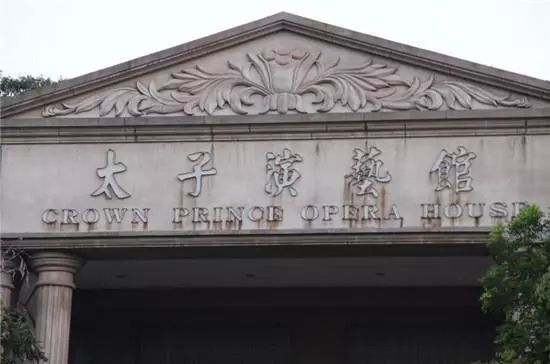 太子演藝館
CROWN PRINCE OPERA HOUSE